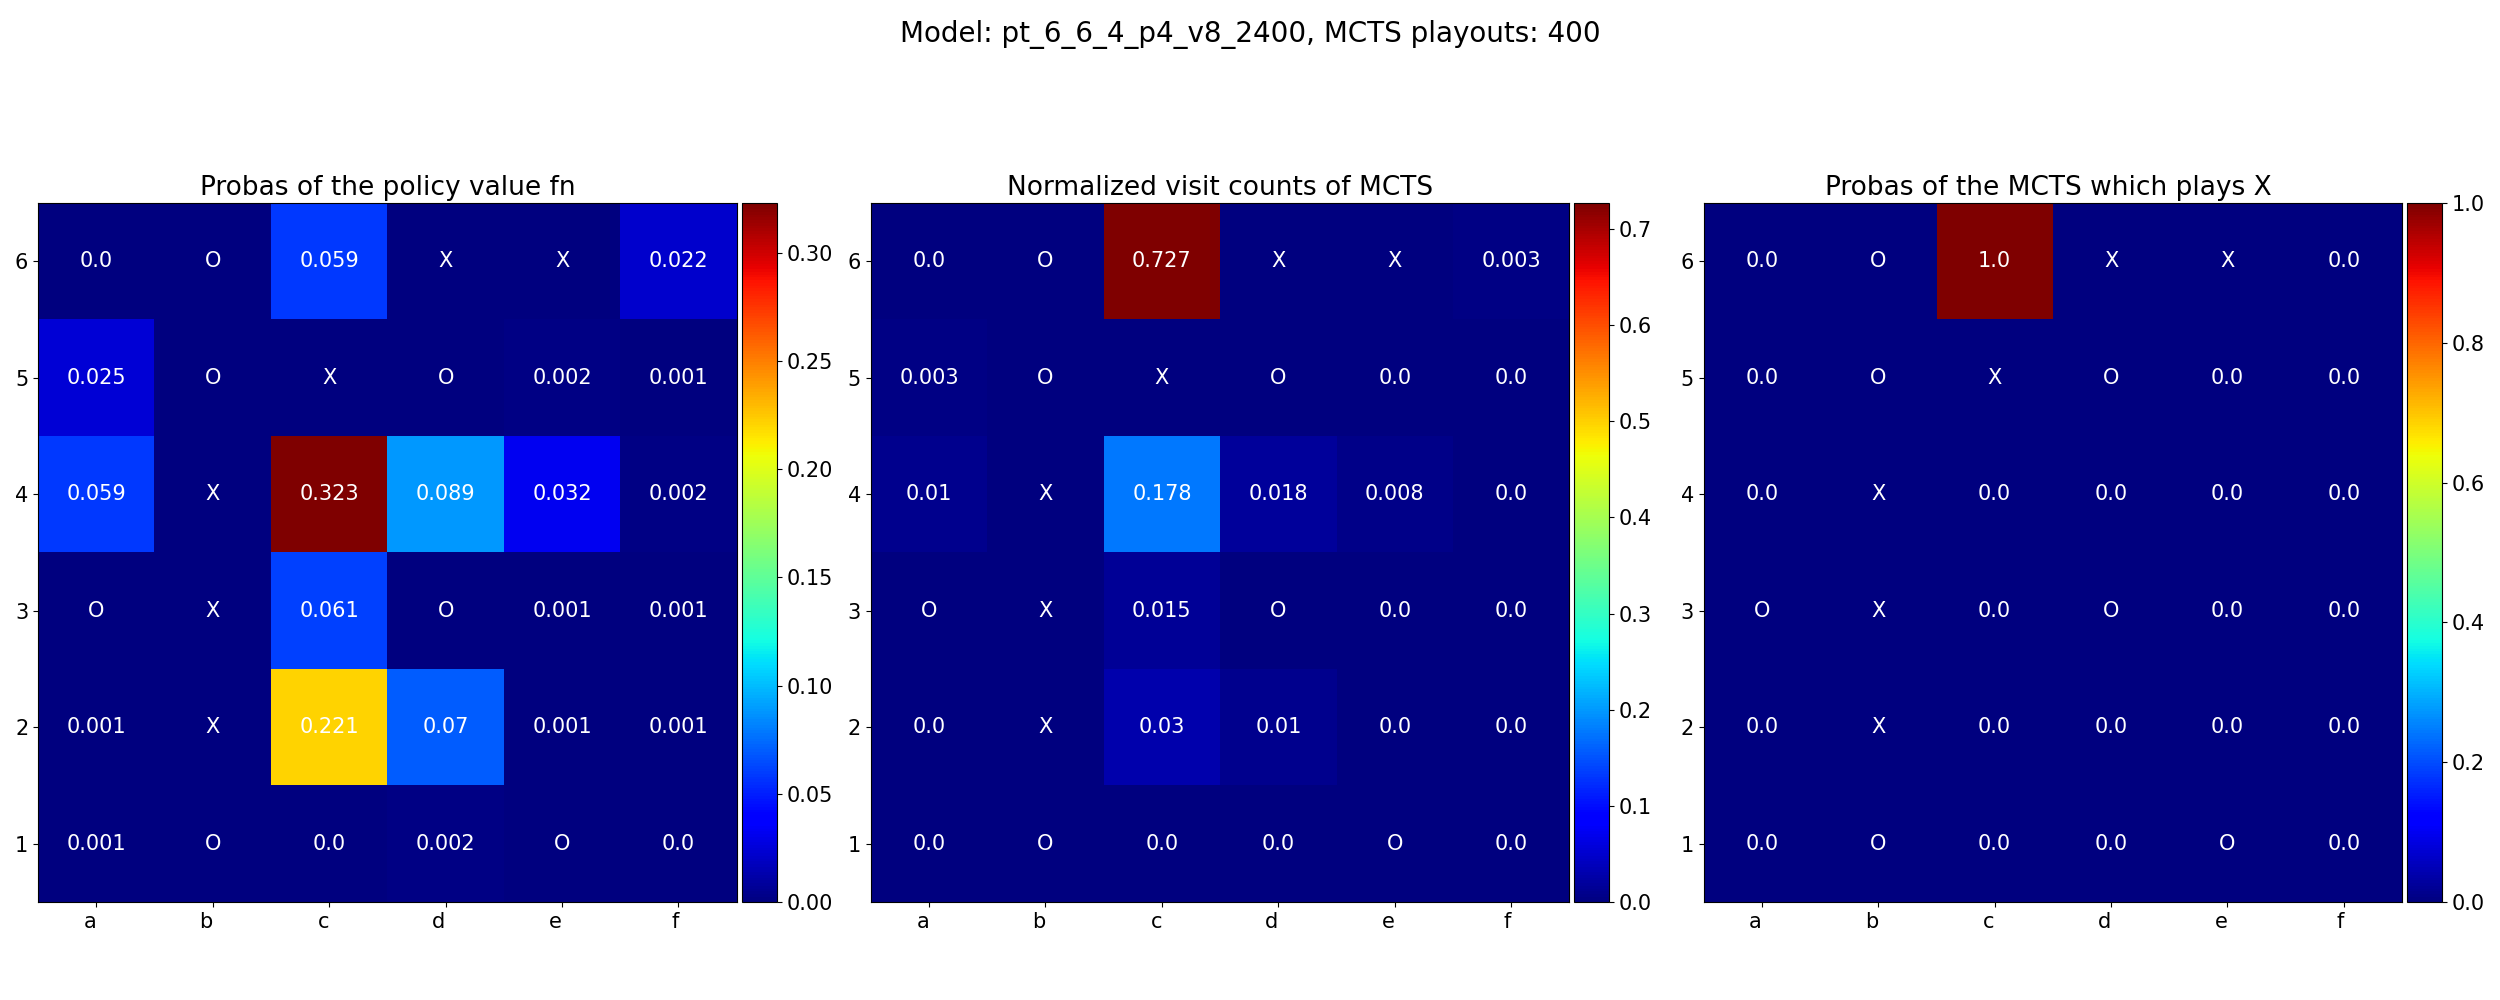 Model: pt_6_6_4_p4_v8_2400, MCTS playouts: 400
Probas of the policy value fn
6 0.0 O 0.059 X X 0.022
5 0.025 O X O 0.002 0.001
4 0.059 X 0.323 0.089 0.032 0.002
3 O X 0.061 O 0.001 0.001
2 0.001 X 0.221 0.07 0.001 0.001
1 0.001 O 0.0 0.002 O 0.0
a b c d e f
0.30
0.25
0.20
0.15
0.10
0.05
0.00
Normalized visit counts of MCTS
6 0.0 O 0.727 X X 0.003
5 0.003 O X O 0.0 0.0
4 0.01 X 0.178 0.018 0.008 0.0
3 O X 0.015 O 0.0 0.0
2 0.0 X 0.03 0.01 0.0 0.0
1 0.0 O 0.0 0.0 O 0.0
a b c d e f
0.7
0.6
0.5
0.4
0.3
0.2
0.1
0.0
Probas of the MCTS which plays X
6 0.0 O 1.0 X X 0.0
5 0.0 O X O 0.0 0.0
4 0.0 X 0.0 0.0 0.0 0.0
3 O X 0.0 O 0.0 0.0
2 0.0 X 0.0 0.0 0.0 0.0
1 0.0 O 0.0 0.0 O 0.0
a b c d e f
1.0
0.8
0.6
0.4
0.2
0.0